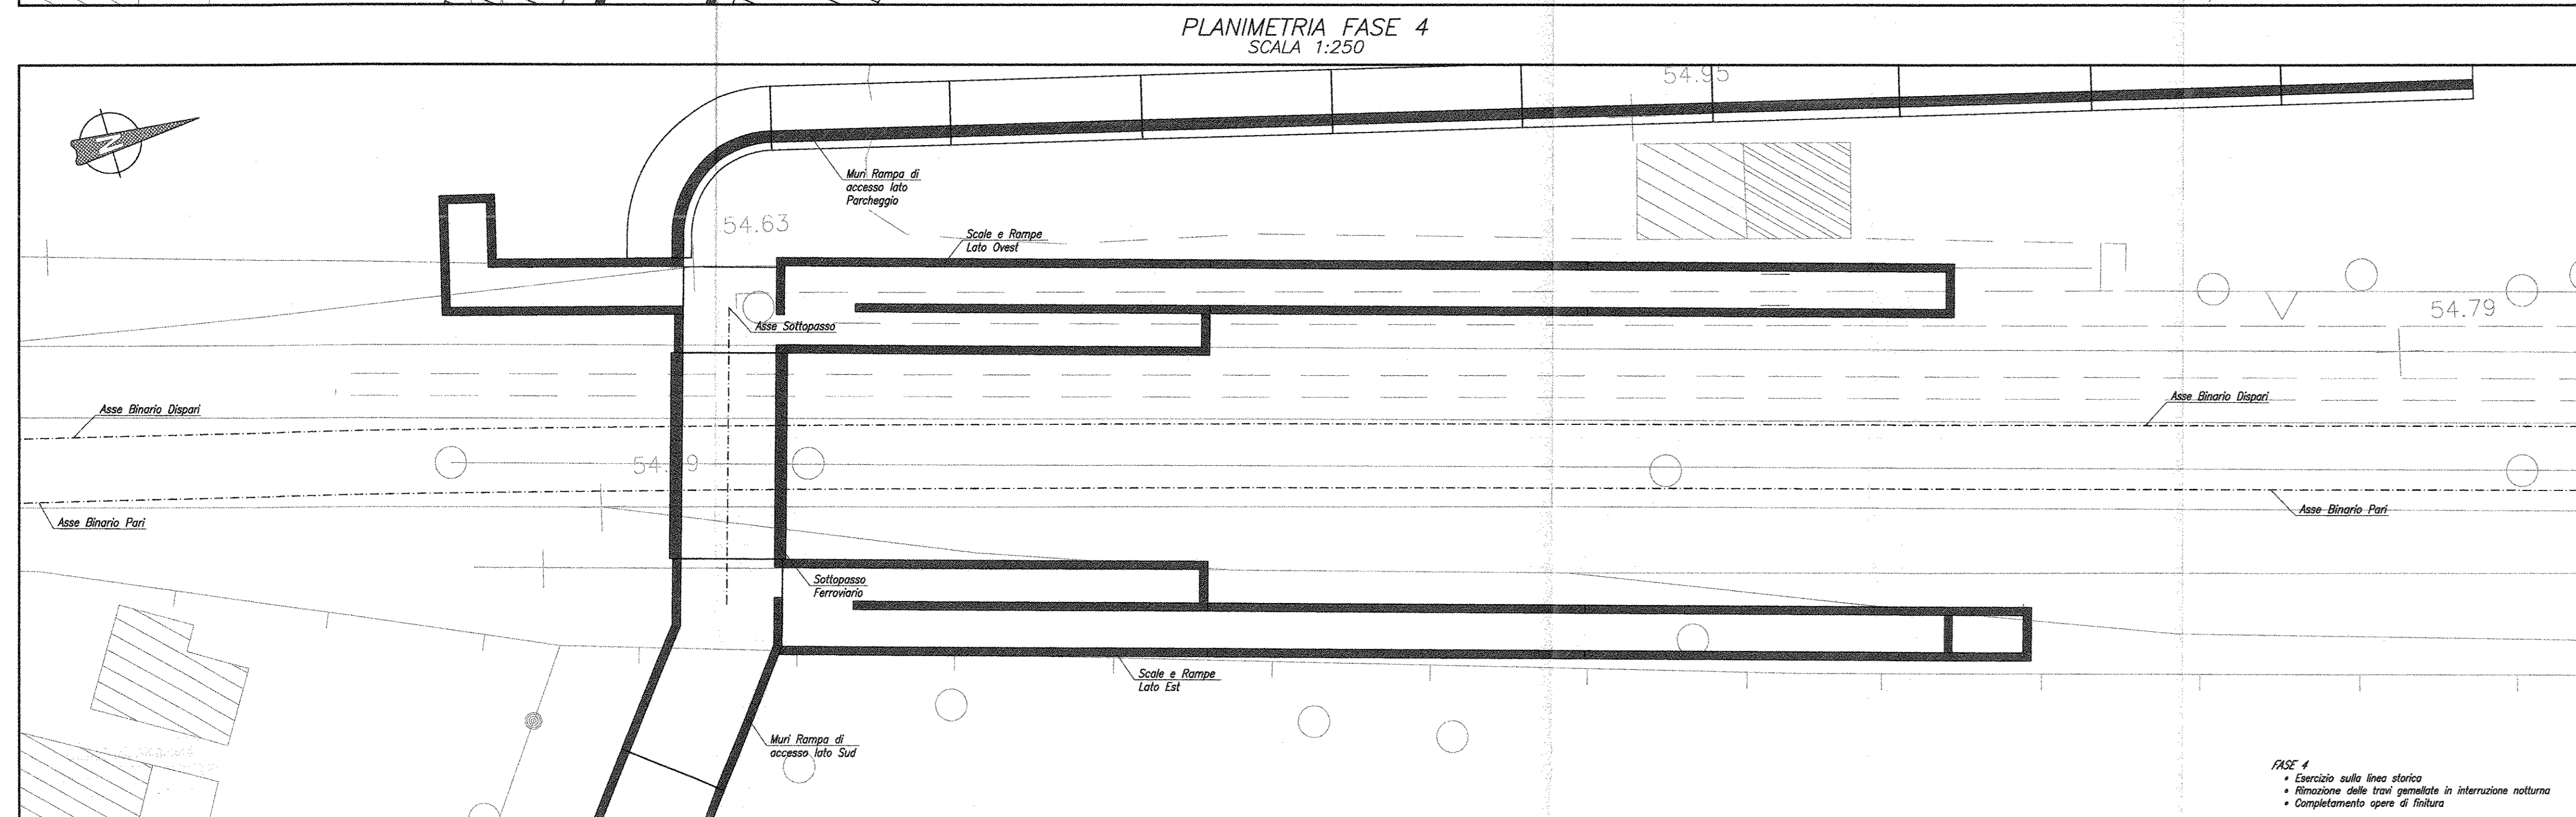 PLANIMETRIA FASE 4
SCALA 1:250
54.95
N
Muri Rampa di
accesso lato
Parcheggio
54.63
Scale e Rampe
Lato Ovest
Asse Sottopasso
54.79
Asse Binario Dispari
Asse Binario Dispari
Asse Binario Pari
Asse Binario Pari
Sottopasso
Ferroviario
Scale e Rampe
Lato Est
Muri Rampa di
accesso lato Sud
FASE 4
• Esercizio sulla linea storica
• Rimozione delle travi gemellate in interruzione notturna
• Completamento opere di finitura